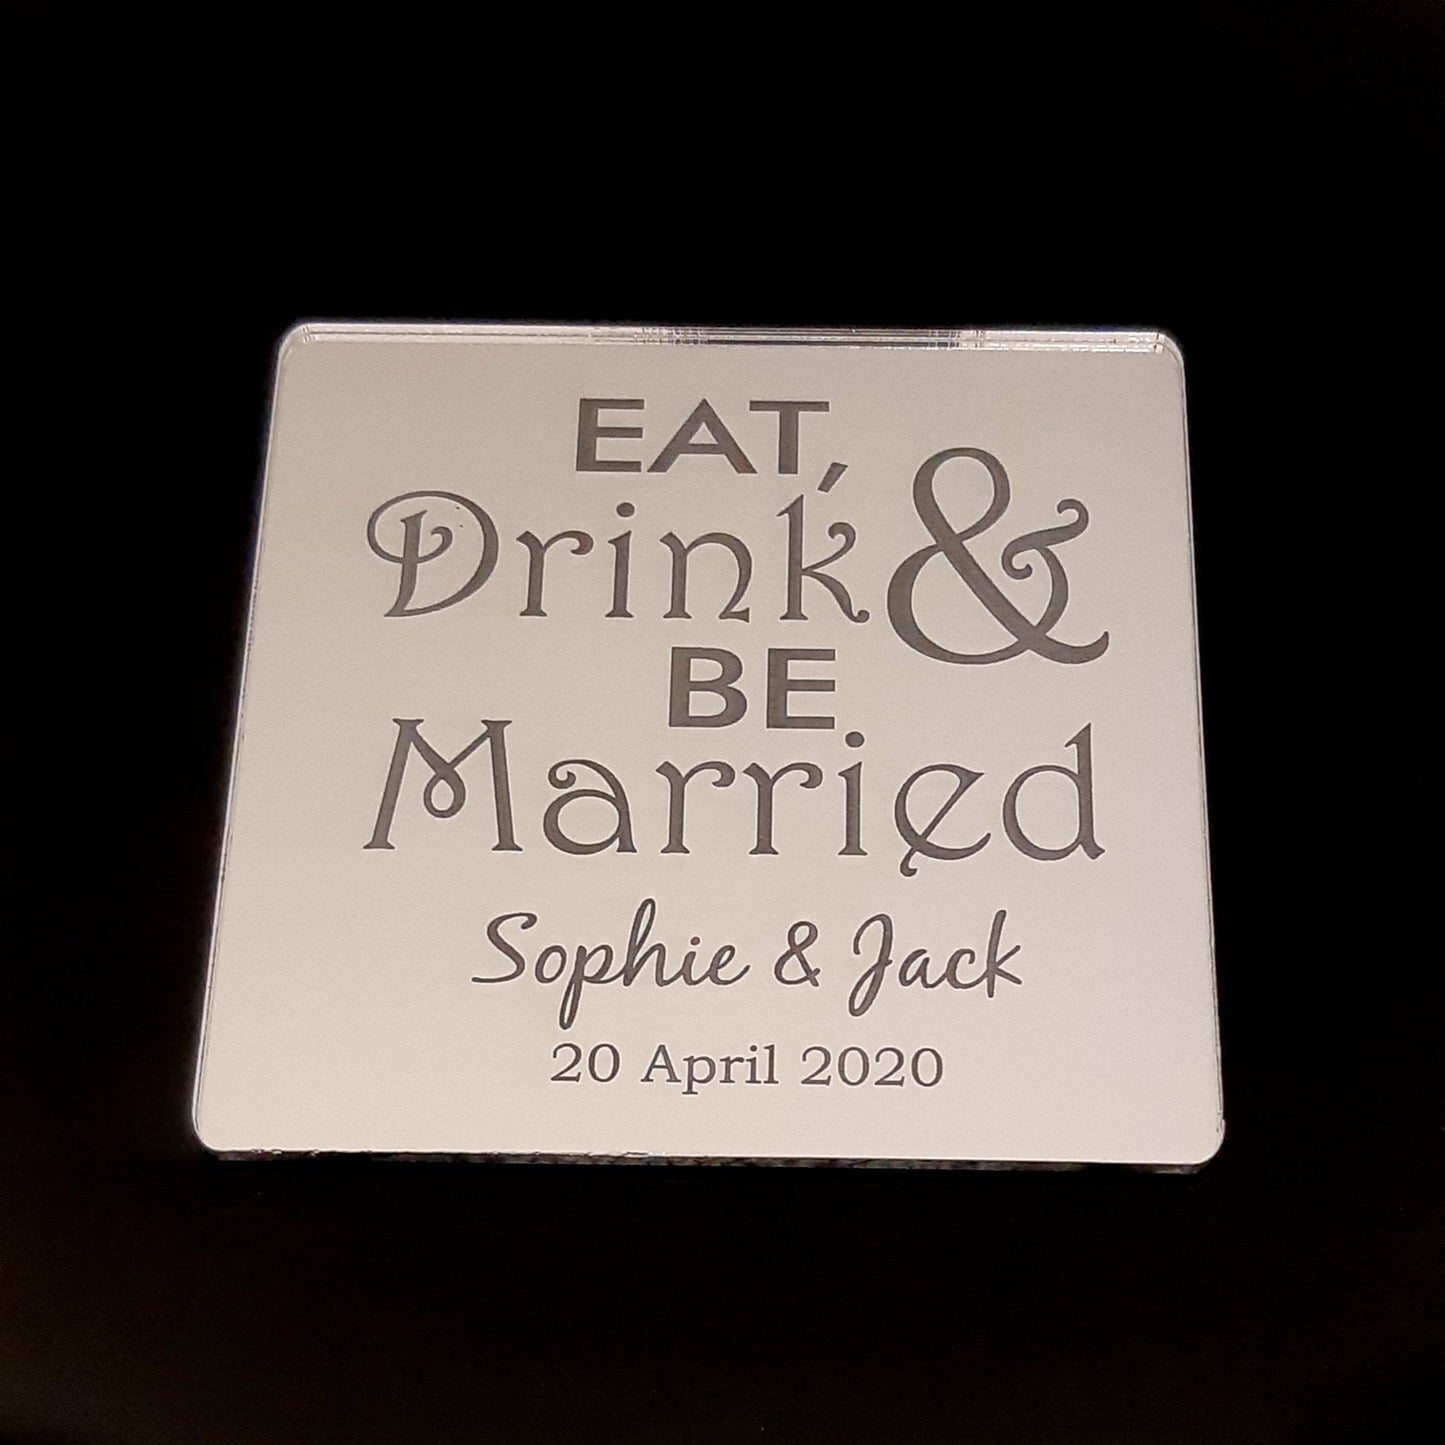 EAT,
Drink &
BE
Married
Sophie & Jack
20 April 2020